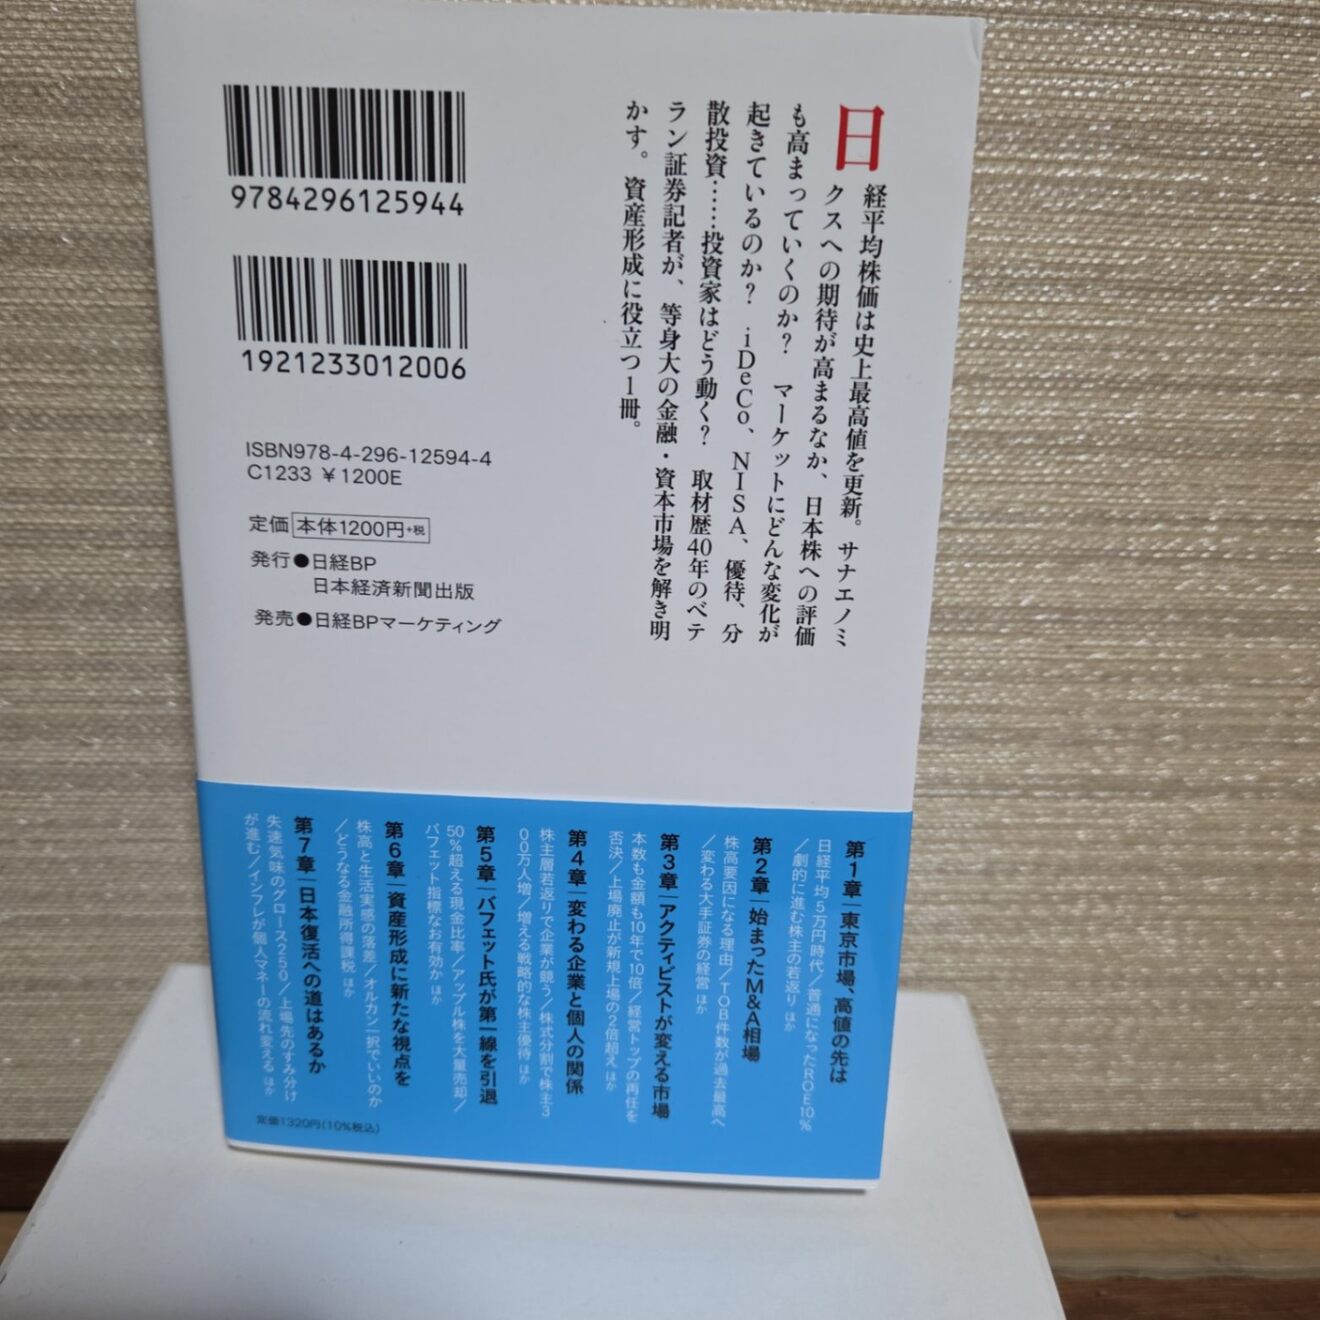 日経平均株価は史上最高値を更新。サナエノミ
クスへの期待が高まるなか、日本株への評価
も高まっていくのか？　マーケットにどんな変化が
起きているのか？　iDeCo、NISA、優待、分
散投資……投資家はどう動く？　取材歴40年のベテ
ラン証券記者が、等身大の金融・資本市場を解き明
かす。資産形成に役立つ1冊。
9784296125944
1921233012006
ISBN978-4-296-12594-4
C1233 ￥1200E
定価 本体1200円+税
発行●日経BP
日本経済新聞出版
発売●日経BPマーケティング
第1章｜東京市場、高値の先は
日経平均5万円時代／普通になったROE10％
／劇的に進む株主の若返り ほか
第2章｜始まったM&A相場
株高要因になる理由／TOB件数が過去最高へ
／変わる大手証券の経営 ほか
第3章｜アクティビストが変える市場
本数も金額も10年で10倍／経営トップの再任を
否決／上場廃止が新規上場の2倍超え ほか
第4章｜変わる企業と個人の関係
株主層若返りで企業が競う／株式分割で株主3
00万人増／増える戦略的な株主優待 ほか
第5章｜バフェット氏が第一線を引退
50％超える現金比率／アップル株を大量売却／
バフェット指標なお有効か ほか
第6章｜資産形成に新たな視点を
株高と生活実感の落差／オルカン一択でいいのか
／どうなる金融所得課税 ほか
第7章｜日本復活への道はあるか
失速気味のグロース250／上場先のすみ分け
が進む／インフレが個人マネーの流れ変える ほか
定価1320円（10％税込）